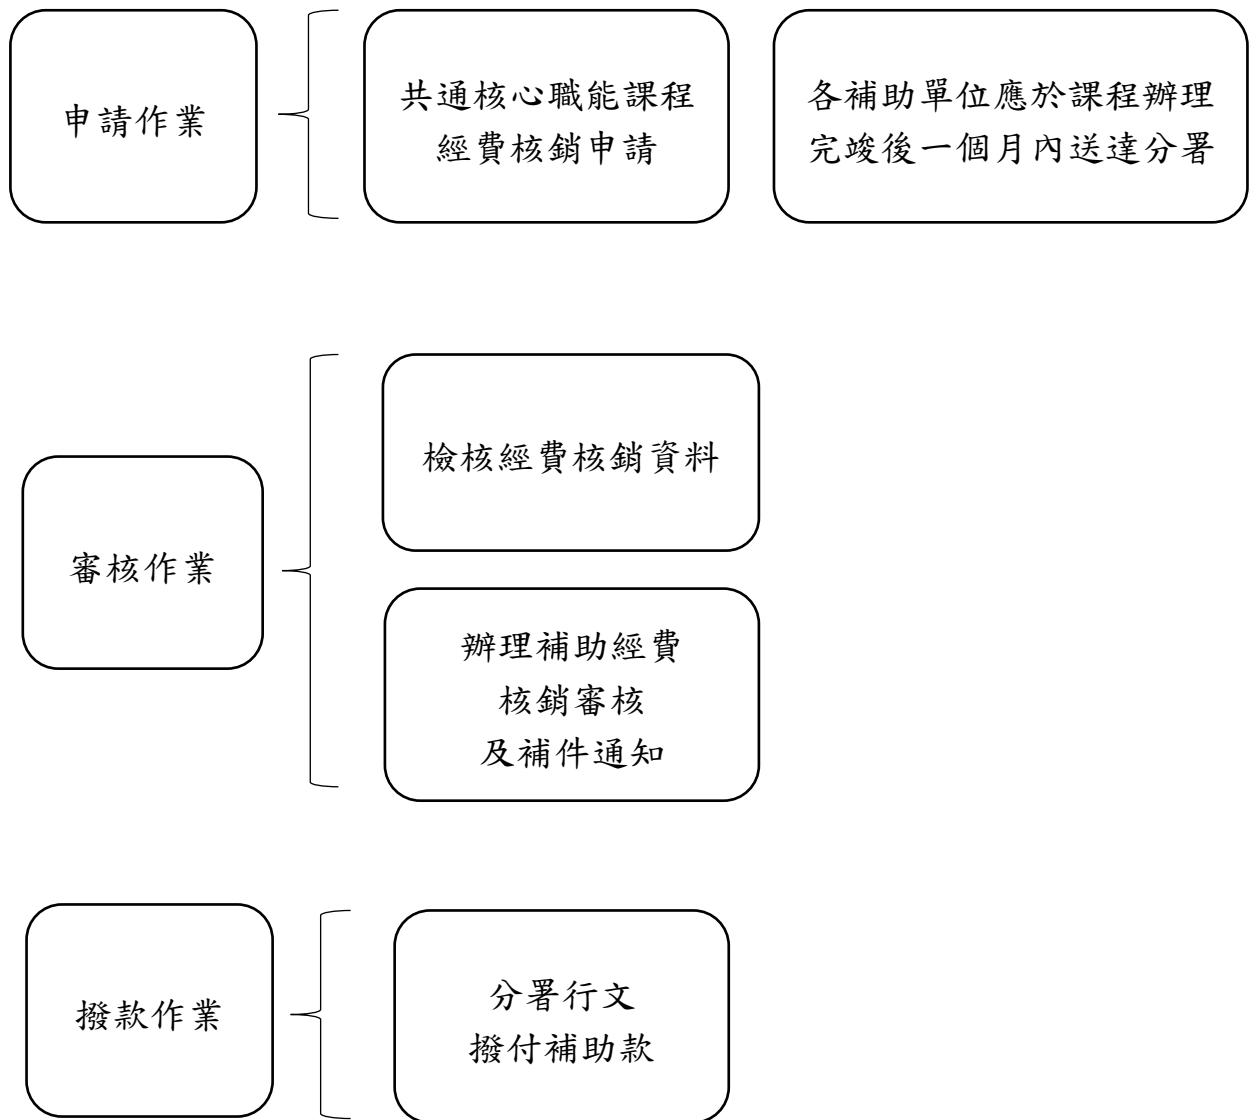 申請作業
共通核心職能課程
經費核銷申請
各補助單位應於課程辦理
完竣後一個月內送達分署
審核作業
檢核經費核銷資料
辦理補助經費
核銷審核
及補件通知
撥款作業
分署行文
撥付補助款